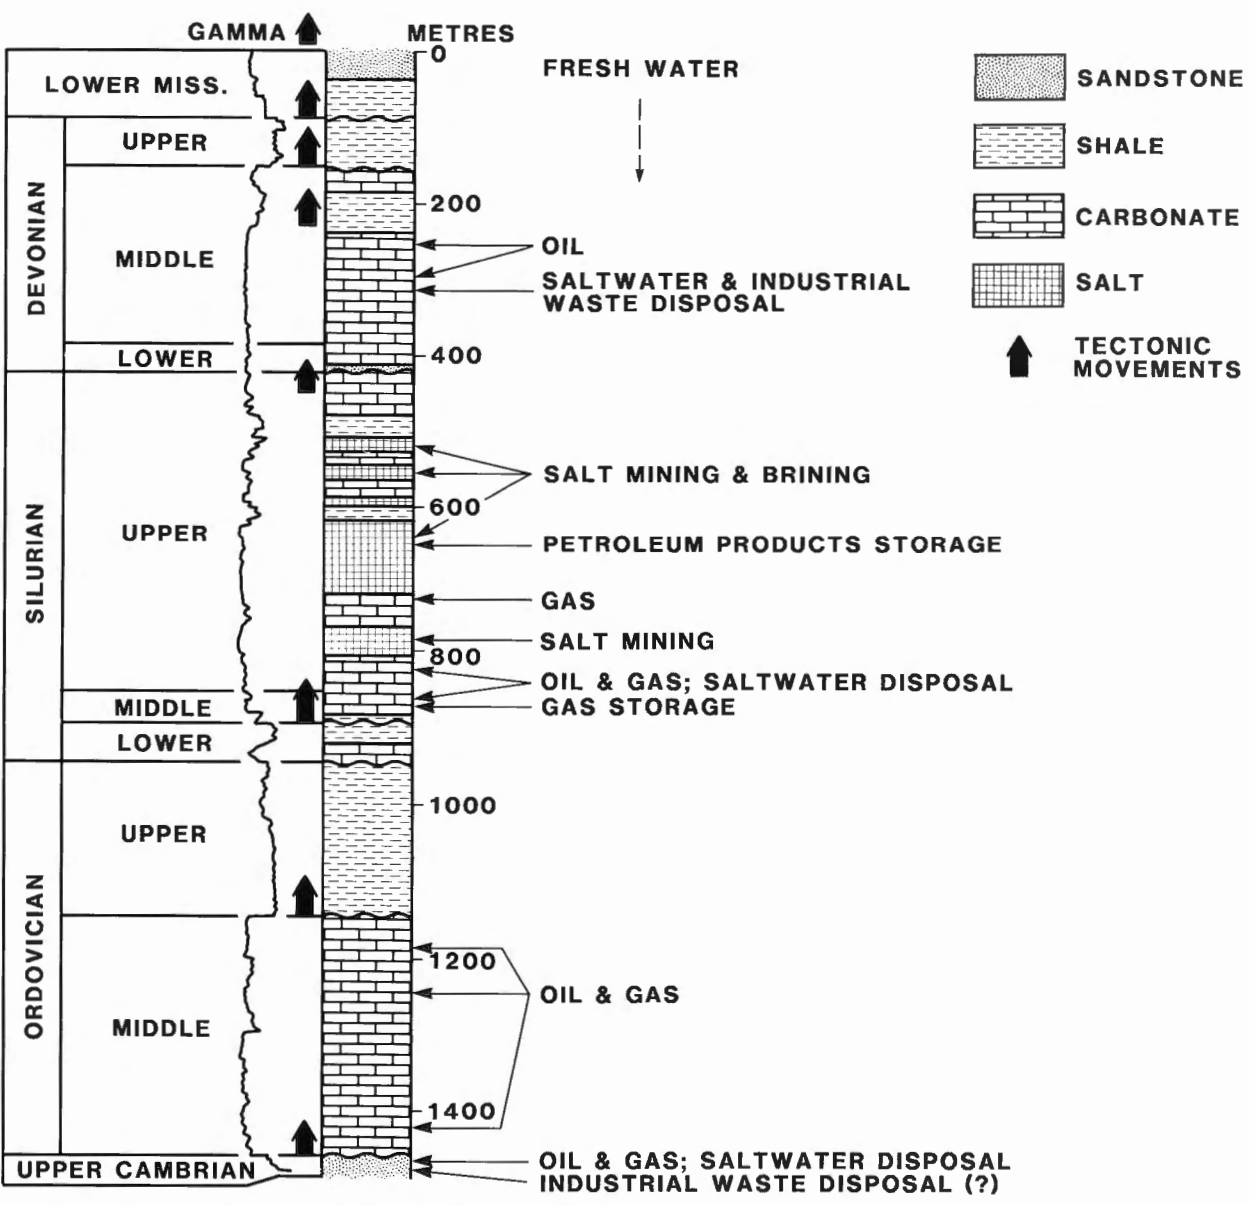 GAMMA
METRES
0
FRESH WATER
SANDSTONE
LOWER MISS.
UPPER
SHALE
DEVONIAN
200
CARBONATE
MIDDLE
OIL
SALTWATER & INDUSTRIAL
WASTE DISPOSAL
SALT
LOWER
400
TECTONIC
MOVEMENTS
SALT MINING & BRINING
600
SILURIAN
UPPER
PETROLEUM PRODUCTS STORAGE
GAS
SALT MINING
800
OIL & GAS; SALTWATER DISPOSAL
MIDDLE
GAS STORAGE
LOWER
1000
UPPER
ORDOVICIAN
1200
OIL & GAS
MIDDLE
1400
UPPER CAMBRIAN
OIL & GAS; SALTWATER DISPOSAL
INDUSTRIAL WASTE DISPOSAL (?)